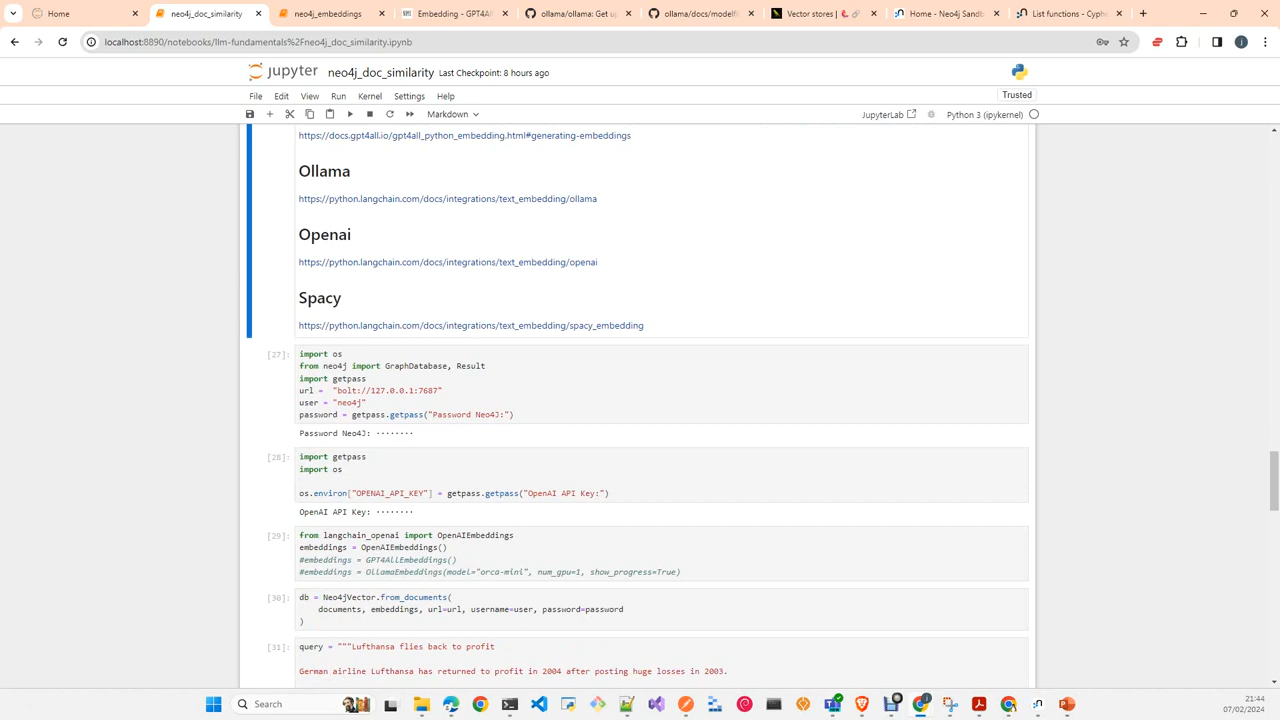 Home
neo4j_doc_similarity
neo4j_embeddings
Embedding - GPT4Al
ollama/ollama: Get u
ollama/docs/modelfi
Vector stores |
Home - Neo4j Sandb
List functions - Cyph
localhost:8890/notebooks/llm-fundamentals%2Fneo4j_doc_similarity.ipynb
jupyter neo4j_doc_similarity Last Checkpoint: 8 hours ago
File Edit View Run Kernel Settings Help
Trusted
Markdown
JupyterLab
Python 3 (ipykernel)
https://docs.gpt4all.io/gpt4all_python_embedding.html#generating-embeddings
Ollama
https://python.langchain.com/docs/integrations/text_embedding/ollama
Openai
https://python.langchain.com/docs/integrations/text_embedding/openai
Spacy
https://python.langchain.com/docs/integrations/text_embedding/spacy_embedding
[27]: import os
from neo4j import GraphDatabase, Result
import getpass
url = "bolt://127.0.0.1:7687"
user = "neo4j"
password = getpass.getpass("Password Neo4J:")
Password Neo4J: ········
[28]: import getpass
import os
os.environ["OPENAI_API_KEY"] = getpass.getpass("OpenAI API Key:")
OpenAI API Key: ········
[29]: from langchain_openai import OpenAIEmbeddings
embeddings = OpenAIEmbeddings()
#embeddings = GPT4AllEmbeddings()
#embeddings = OllamaEmbeddings(model="orca-mini", num_gpu=1, show_progress=True)
[30]: db = Neo4jVector.from_documents(
documents, embeddings, url=url, username=user, password=password
)
[31]: query = """Lufthansa flies back to profit
German airline Lufthansa has returned to profit in 2004 after posting huge losses in 2003.
Search
21:44
07/02/2024